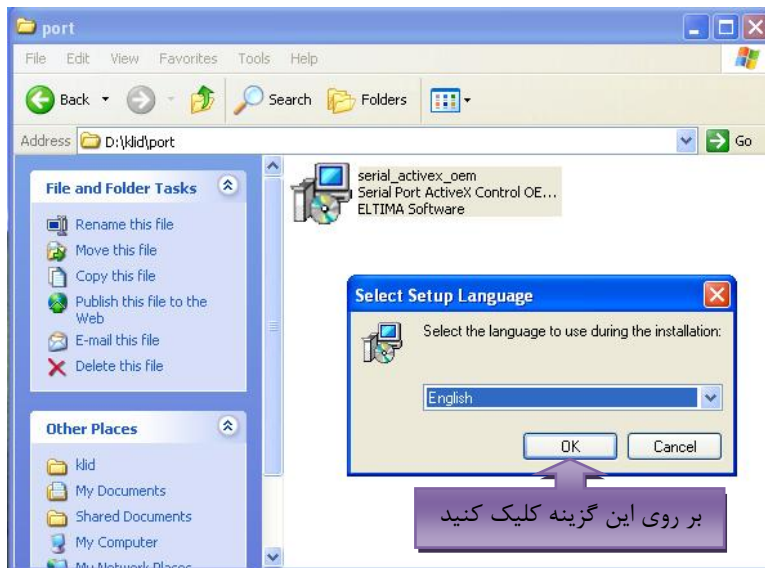 port
File Edit View Favorites Tools Help
Back Search Folders
Address D:\klid\port Go
File and Folder Tasks
Rename this file
Move this file
Copy this file
Publish this file to the
Web
E-mail this file
Delete this file
Other Places
klid
My Documents
Shared Documents
My Computer
My Network Places
serial_activex_oem
Serial Port ActiveX Control OE...
ELTIMA Software
Select Setup Language
Select the language to use during the installation:
English
OK Cancel
بر روی این گزینه کلیک کنید